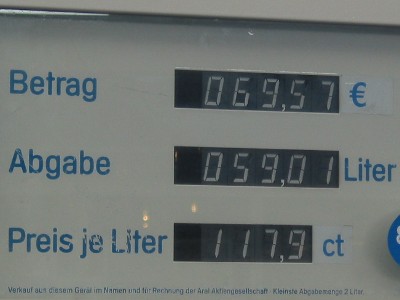 Betrag 069,57 €
Abgabe 059,01 Liter
Preis je Liter 117,9 ct
Verkauf aus diesem Gerät im Namen und für Rechnung der Aral Aktiengesellschaft - Kleinste Abgabemenge 2 Liter